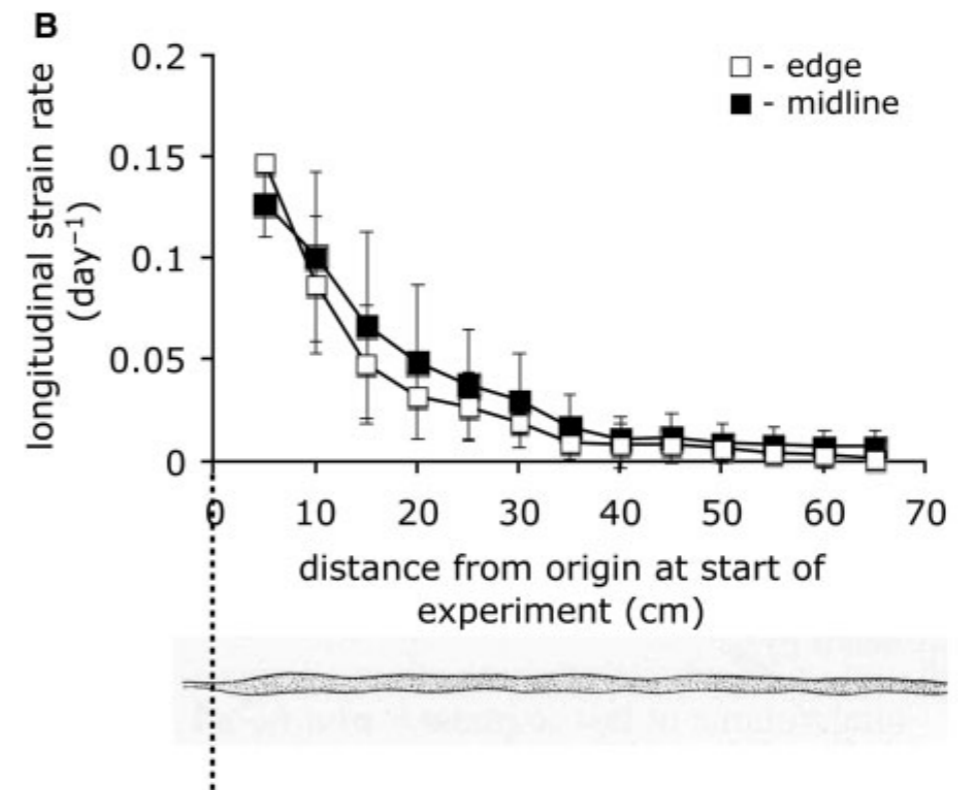 B
longitudinal strain rate
(day⁻¹)
0.2
0.15
0.1
0.05
0
□ - edge
■ - midline
0 10 20 30 40 50 60 70
distance from origin at start of
experiment (cm)